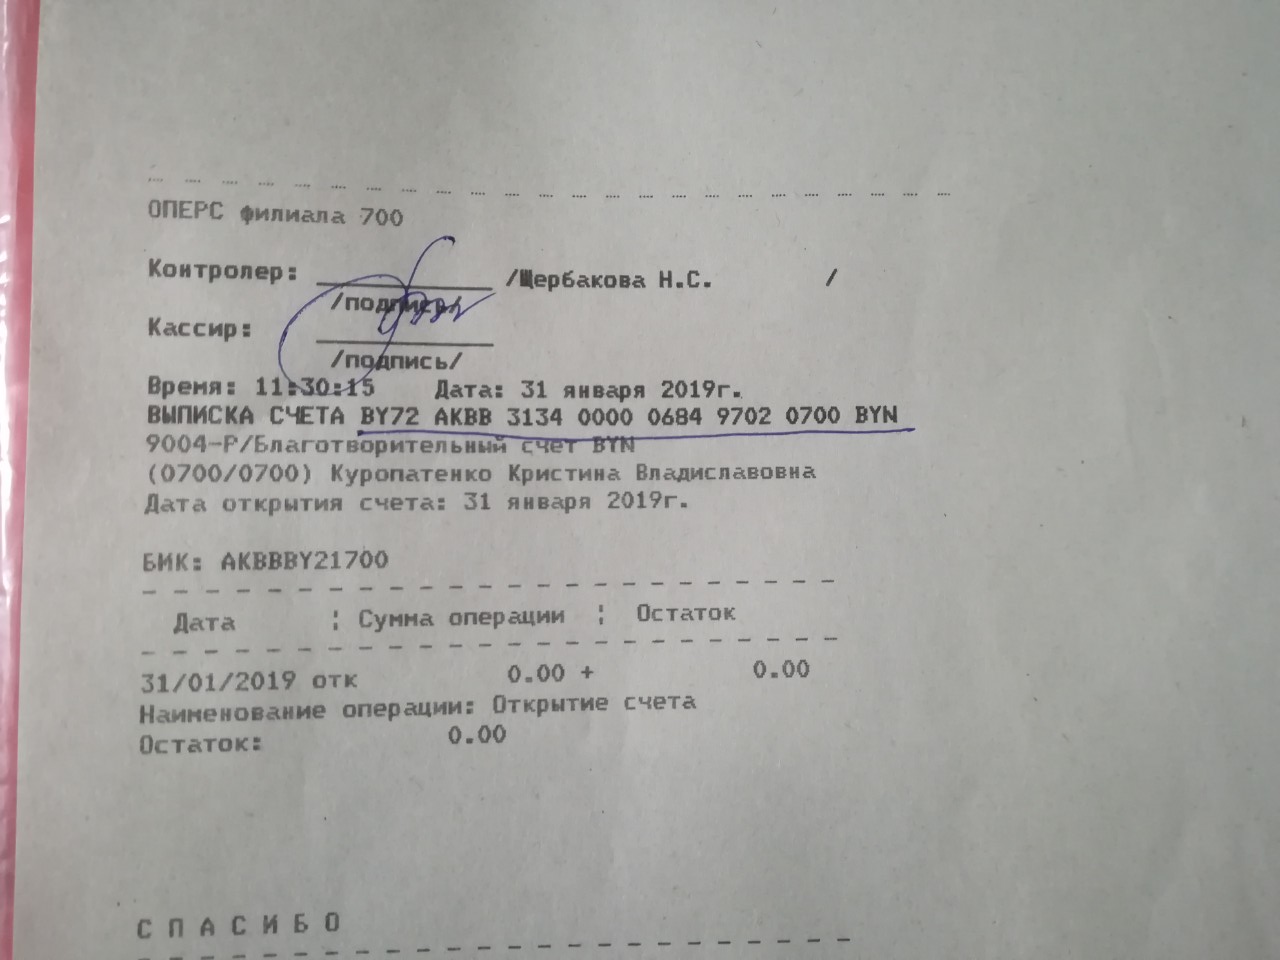 ОПЕРС филиала 700
Контролер: /Щербакова Н.С. /
/подпись/
Кассир:
/подпись/
Время: 11:30:15 Дата: 31 января 2019г.
ВЫПИСКА СЧЕТА BY72 AKBB 3134 0000 0684 9702 0700 BYN
9004-Р/Благотворительный счет BYN
(0700/0700) Куропатенко Кристина Владиславовна
Дата открытия счета: 31 января 2019г.
БИК: AKBBBY21700
Дата ¦ Сумма операции ¦ Остаток
31/01/2019 отк 0.00 + 0.00
Наименование операции: Открытие счета
Остаток: 0.00
С П А С И Б О